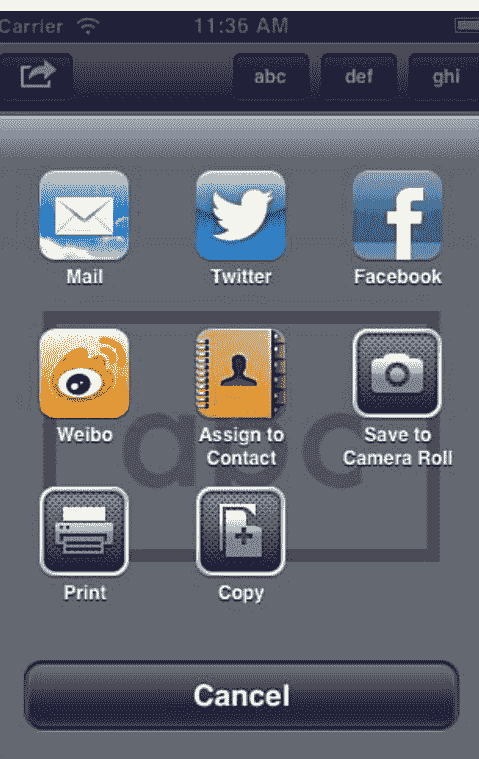 Carrier 11:36 AM
abc def ghi
Mail Twitter Facebook
abc
Weibo Assign to Contact Save to Camera Roll
Print Copy
Cancel